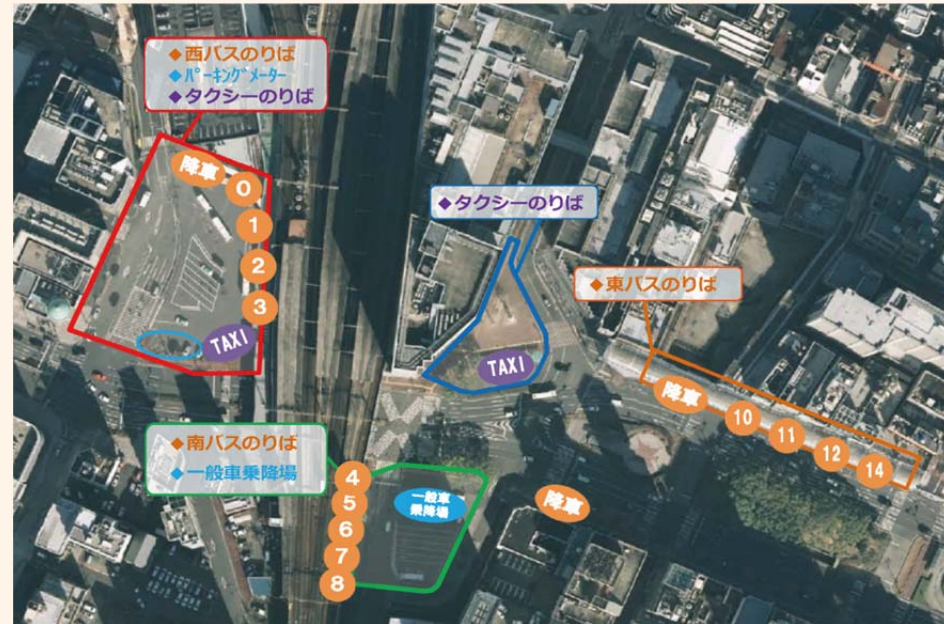 ◆西バスのりば
◆パーキングメーター
◆タクシーのりば
降車
0
1
2
3
TAXI
◆タクシーのりば
TAXI
◆東バスのりば
降車
10
11
12
14
◆南バスのりば
◆一般車乗降場
4
5
6
7
8
一般車
乗降場
降車